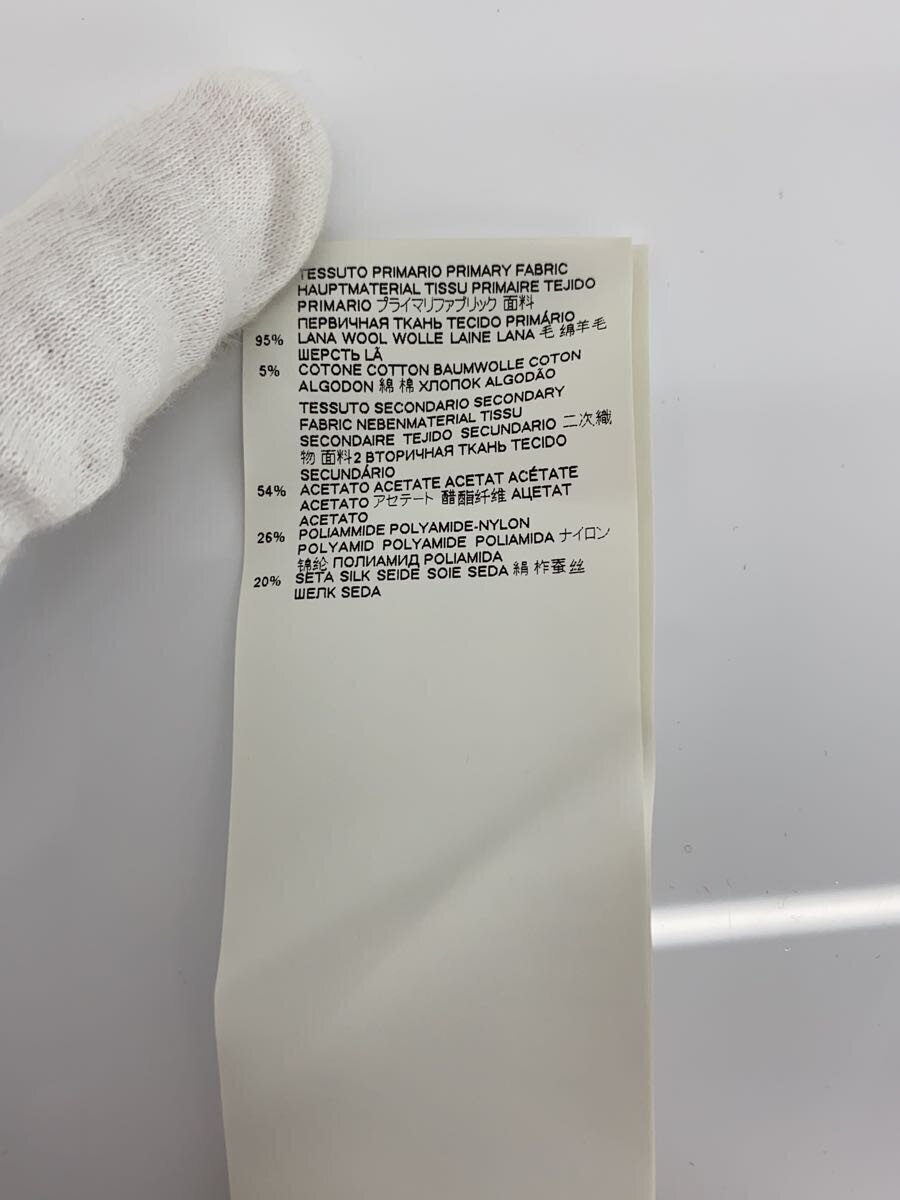 TESSUTO PRIMARIO PRIMARY FABRIC
HAUPTMATERIAL TISSU PRIMAIRE TEJIDO
PRIMARIO プライマリファブリック 面料
ПЕРВИЧНАЯ ТКАНЬ TECIDO PRIMÁRIO
95% LANA WOOL WOLLE LAINE LANA 毛 绵羊毛
ШЕРСТЬ LÃ
5% COTONE COTTON BAUMWOLLE COTON
ALGODON 綿 棉 ХЛОПОК ALGODÃO
TESSUTO SECONDARIO SECONDARY
FABRIC NEBENMATERIAL TISSU
SECONDAIRE TEJIDO SECUNDARIO 二次織
物 面料2 ВТОРИЧНАЯ ТКАНЬ TECIDO
SECUNDÁRIO
54% ACETATO ACETATE ACETAT ACÉTATE
ACETATO アセテート 醋酯纤维 АЦЕТАТ
ACETATO
26% POLIAMMIDE POLYAMIDE-NYLON
POLYAMID POLYAMIDE POLIAMIDA ナイロン
锦纶 ПОЛИАМИД POLIAMIDA
20% SETA SILK SEIDE SOIE SEDA 絹 柞蚕丝
ШЕЛК SEDA